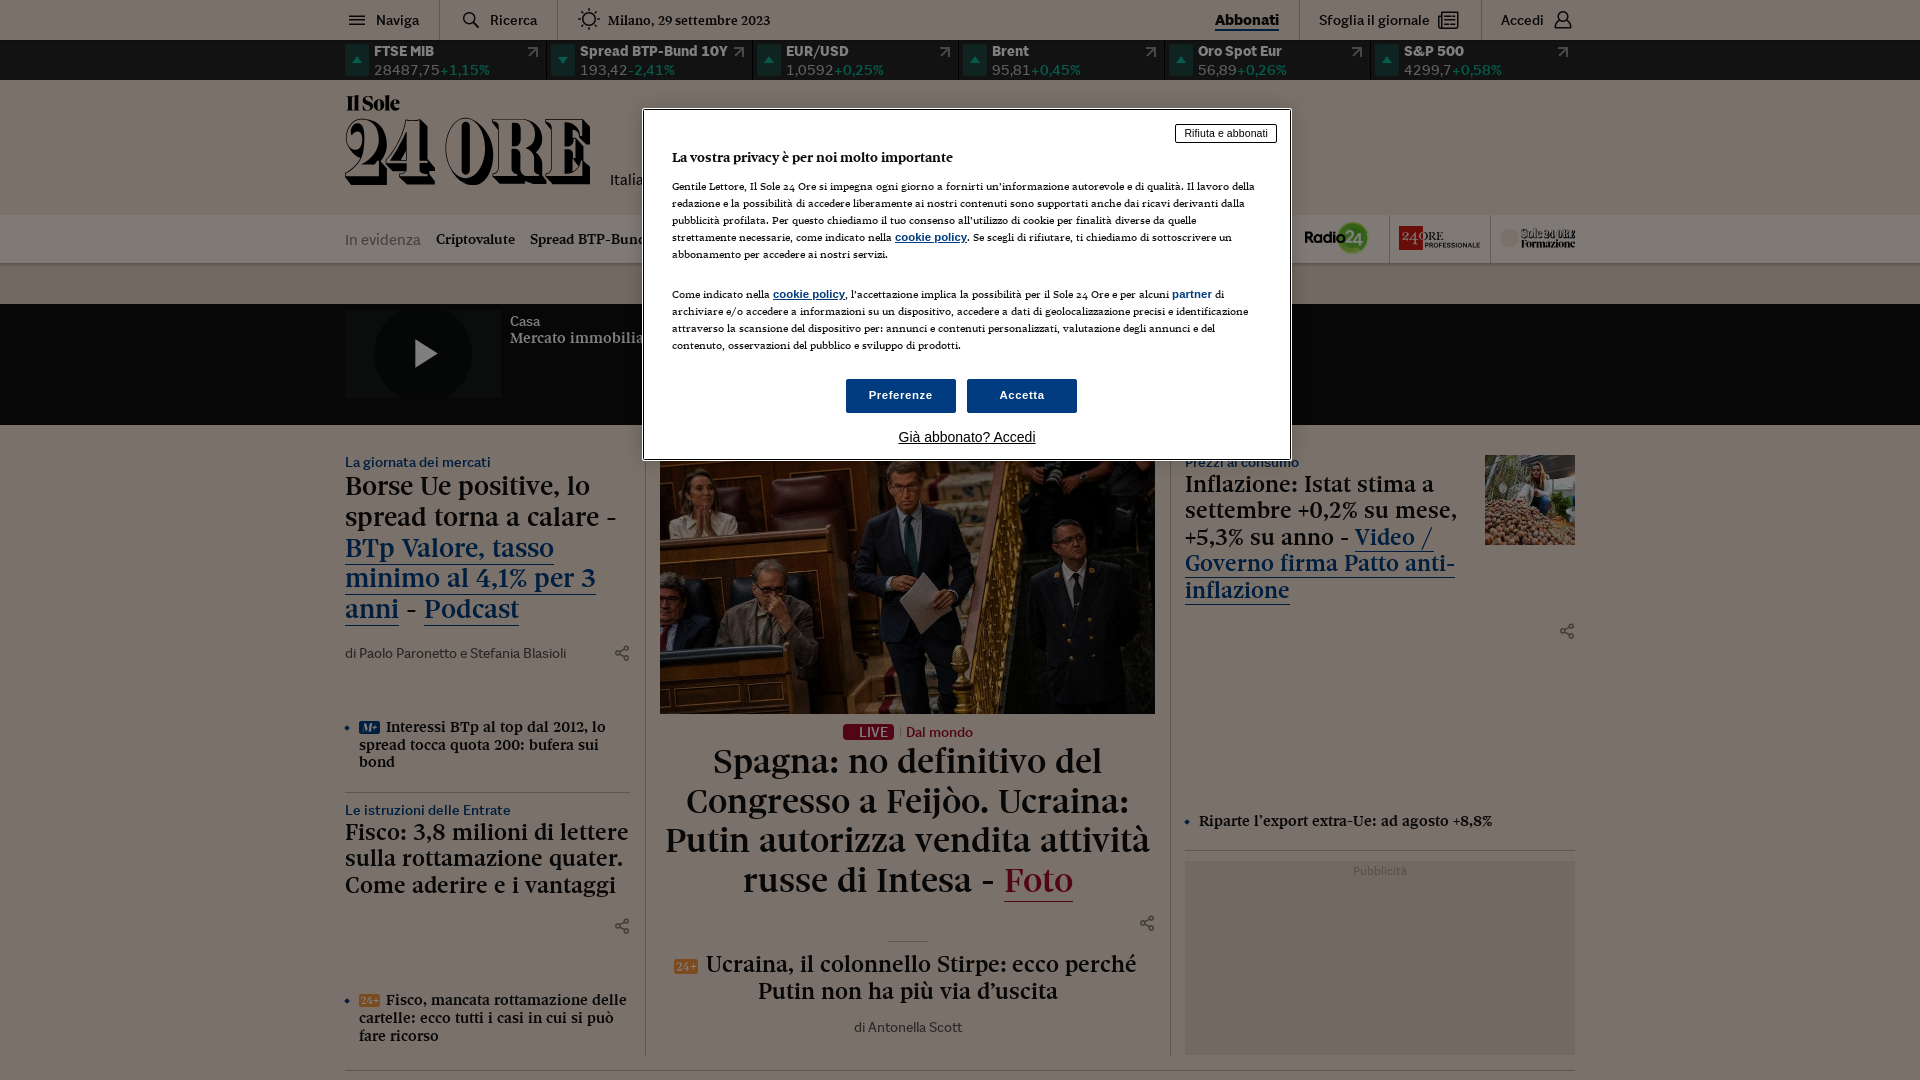 Naviga
Ricerca
Milano, 29 settembre 2023
Abbonati
Sfoglia il giornale
Accedi
FTSE MIB
28487,75+1,15%
Spread BTP-Bund 10Y
193,42-2,41%
EUR/USD
1,0592+0,25%
Brent
95,81+0,45%
Oro Spot Eur
56,89+0,26%
S&P 500
4299,7+0,58%
Il Sole
24 ORE
Italia
In evidenza
Criptovalute
Spread BTP-Bund
Radio24
24ORE
PROFESSIONALE
Sole 24 ORE
Formazione
Rifiuta e abbonati
La vostra privacy è per noi molto importante
Gentile Lettore, Il Sole 24 Ore si impegna ogni giorno a fornirti un'informazione autorevole e di qualità. Il lavoro della
redazione e la possibilità di accedere liberamente ai nostri contenuti sono supportati anche dai ricavi derivanti dalla
pubblicità profilata. Per questo chiediamo il tuo consenso all'utilizzo di cookie per finalità diverse da quelle
strettamente necessarie, come indicato nella cookie policy. Se scegli di rifiutare, ti chiediamo di sottoscrivere un
abbonamento per accedere ai nostri servizi.
Come indicato nella cookie policy, l'accettazione implica la possibilità per il Sole 24 Ore e per alcuni partner di
archiviare e/o accedere a informazioni su un dispositivo, accedere a dati di geolocalizzazione precisi e identificazione
attraverso la scansione del dispositivo per: annunci e contenuti personalizzati, valutazione degli annunci e del
contenuto, osservazioni del pubblico e sviluppo di prodotti.
Preferenze
Accetta
Già abbonato? Accedi
Casa
Mercato immobilia
La giornata dei mercati
Borse Ue positive, lo
spread torna a calare -
BTp Valore, tasso
minimo al 4,1% per 3
anni - Podcast
di Paolo Paronetto e Stefania Blasioli
M+ Interessi BTp al top dal 2012, lo
spread tocca quota 200: bufera sui
bond
Le istruzioni delle Entrate
Fisco: 3,8 milioni di lettere
sulla rottamazione quater.
Come aderire e i vantaggi
24+ Fisco, mancata rottamazione delle
cartelle: ecco tutti i casi in cui si può
fare ricorso
LIVE
Dal mondo
Spagna: no definitivo del
Congresso a Feijòo. Ucraina:
Putin autorizza vendita attività
russe di Intesa - Foto
24+ Ucraina, il colonnello Stirpe: ecco perché
Putin non ha più via d'uscita
di Antonella Scott
Prezzi al consumo
Inflazione: Istat stima a
settembre +0,2% su mese,
+5,3% su anno - Video /
Governo firma Patto anti-
inflazione
Riparte l'export extra-Ue: ad agosto +8,8%
Pubblicità